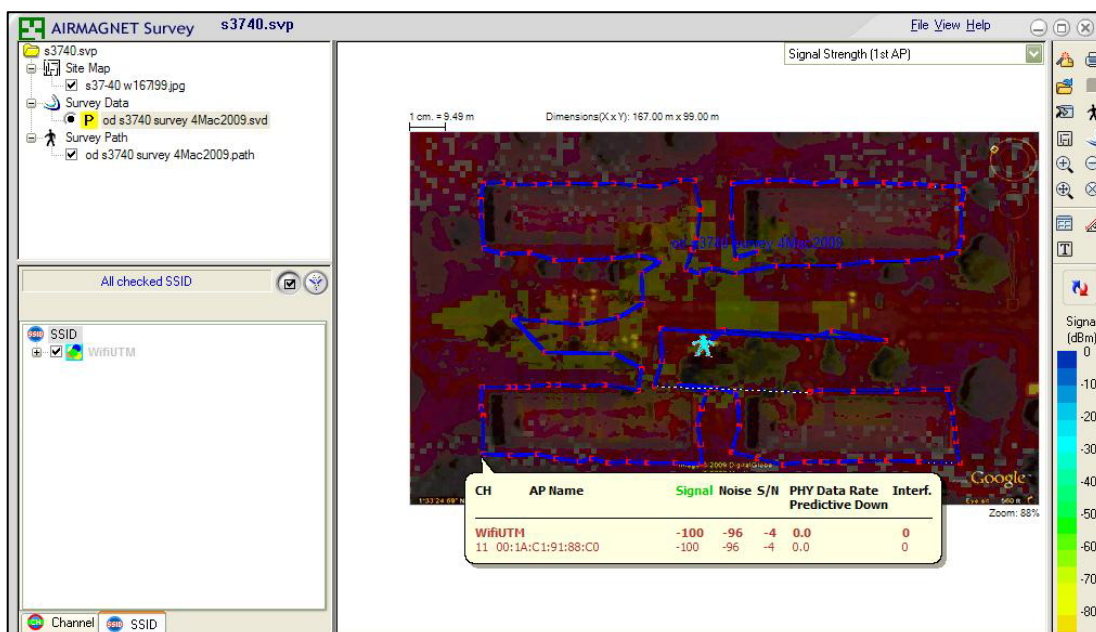 AIRMAGNET Survey s3740.svp File View Help
s3740.svp
Site Map
s37-40 w167l99.jpg
Survey Data
P od s3740 survey 4Mac2009.svd
Survey Path
od s3740 survey 4Mac2009.path
All checked SSID
SSID SSID
WifiUTM
CH Channel SSID SSID
Signal Strength (1st AP)
1 cm. = 9.49 m Dimensions(X x Y): 167.00 m x 99.00 m
od s3740 survey 4Mac2009
Google
Zoom: 88%
CH AP Name Signal Noise S/N PHY Data Rate Interf.
Predictive Down
WifiUTM -100 -96 -4 0.0 0
11 00:1A:C1:91:88:C0 -100 -96 -4 0.0 0
T
Signa
(dBm)
0
-10
-20
-30
-40
-50
-60
-70
-80